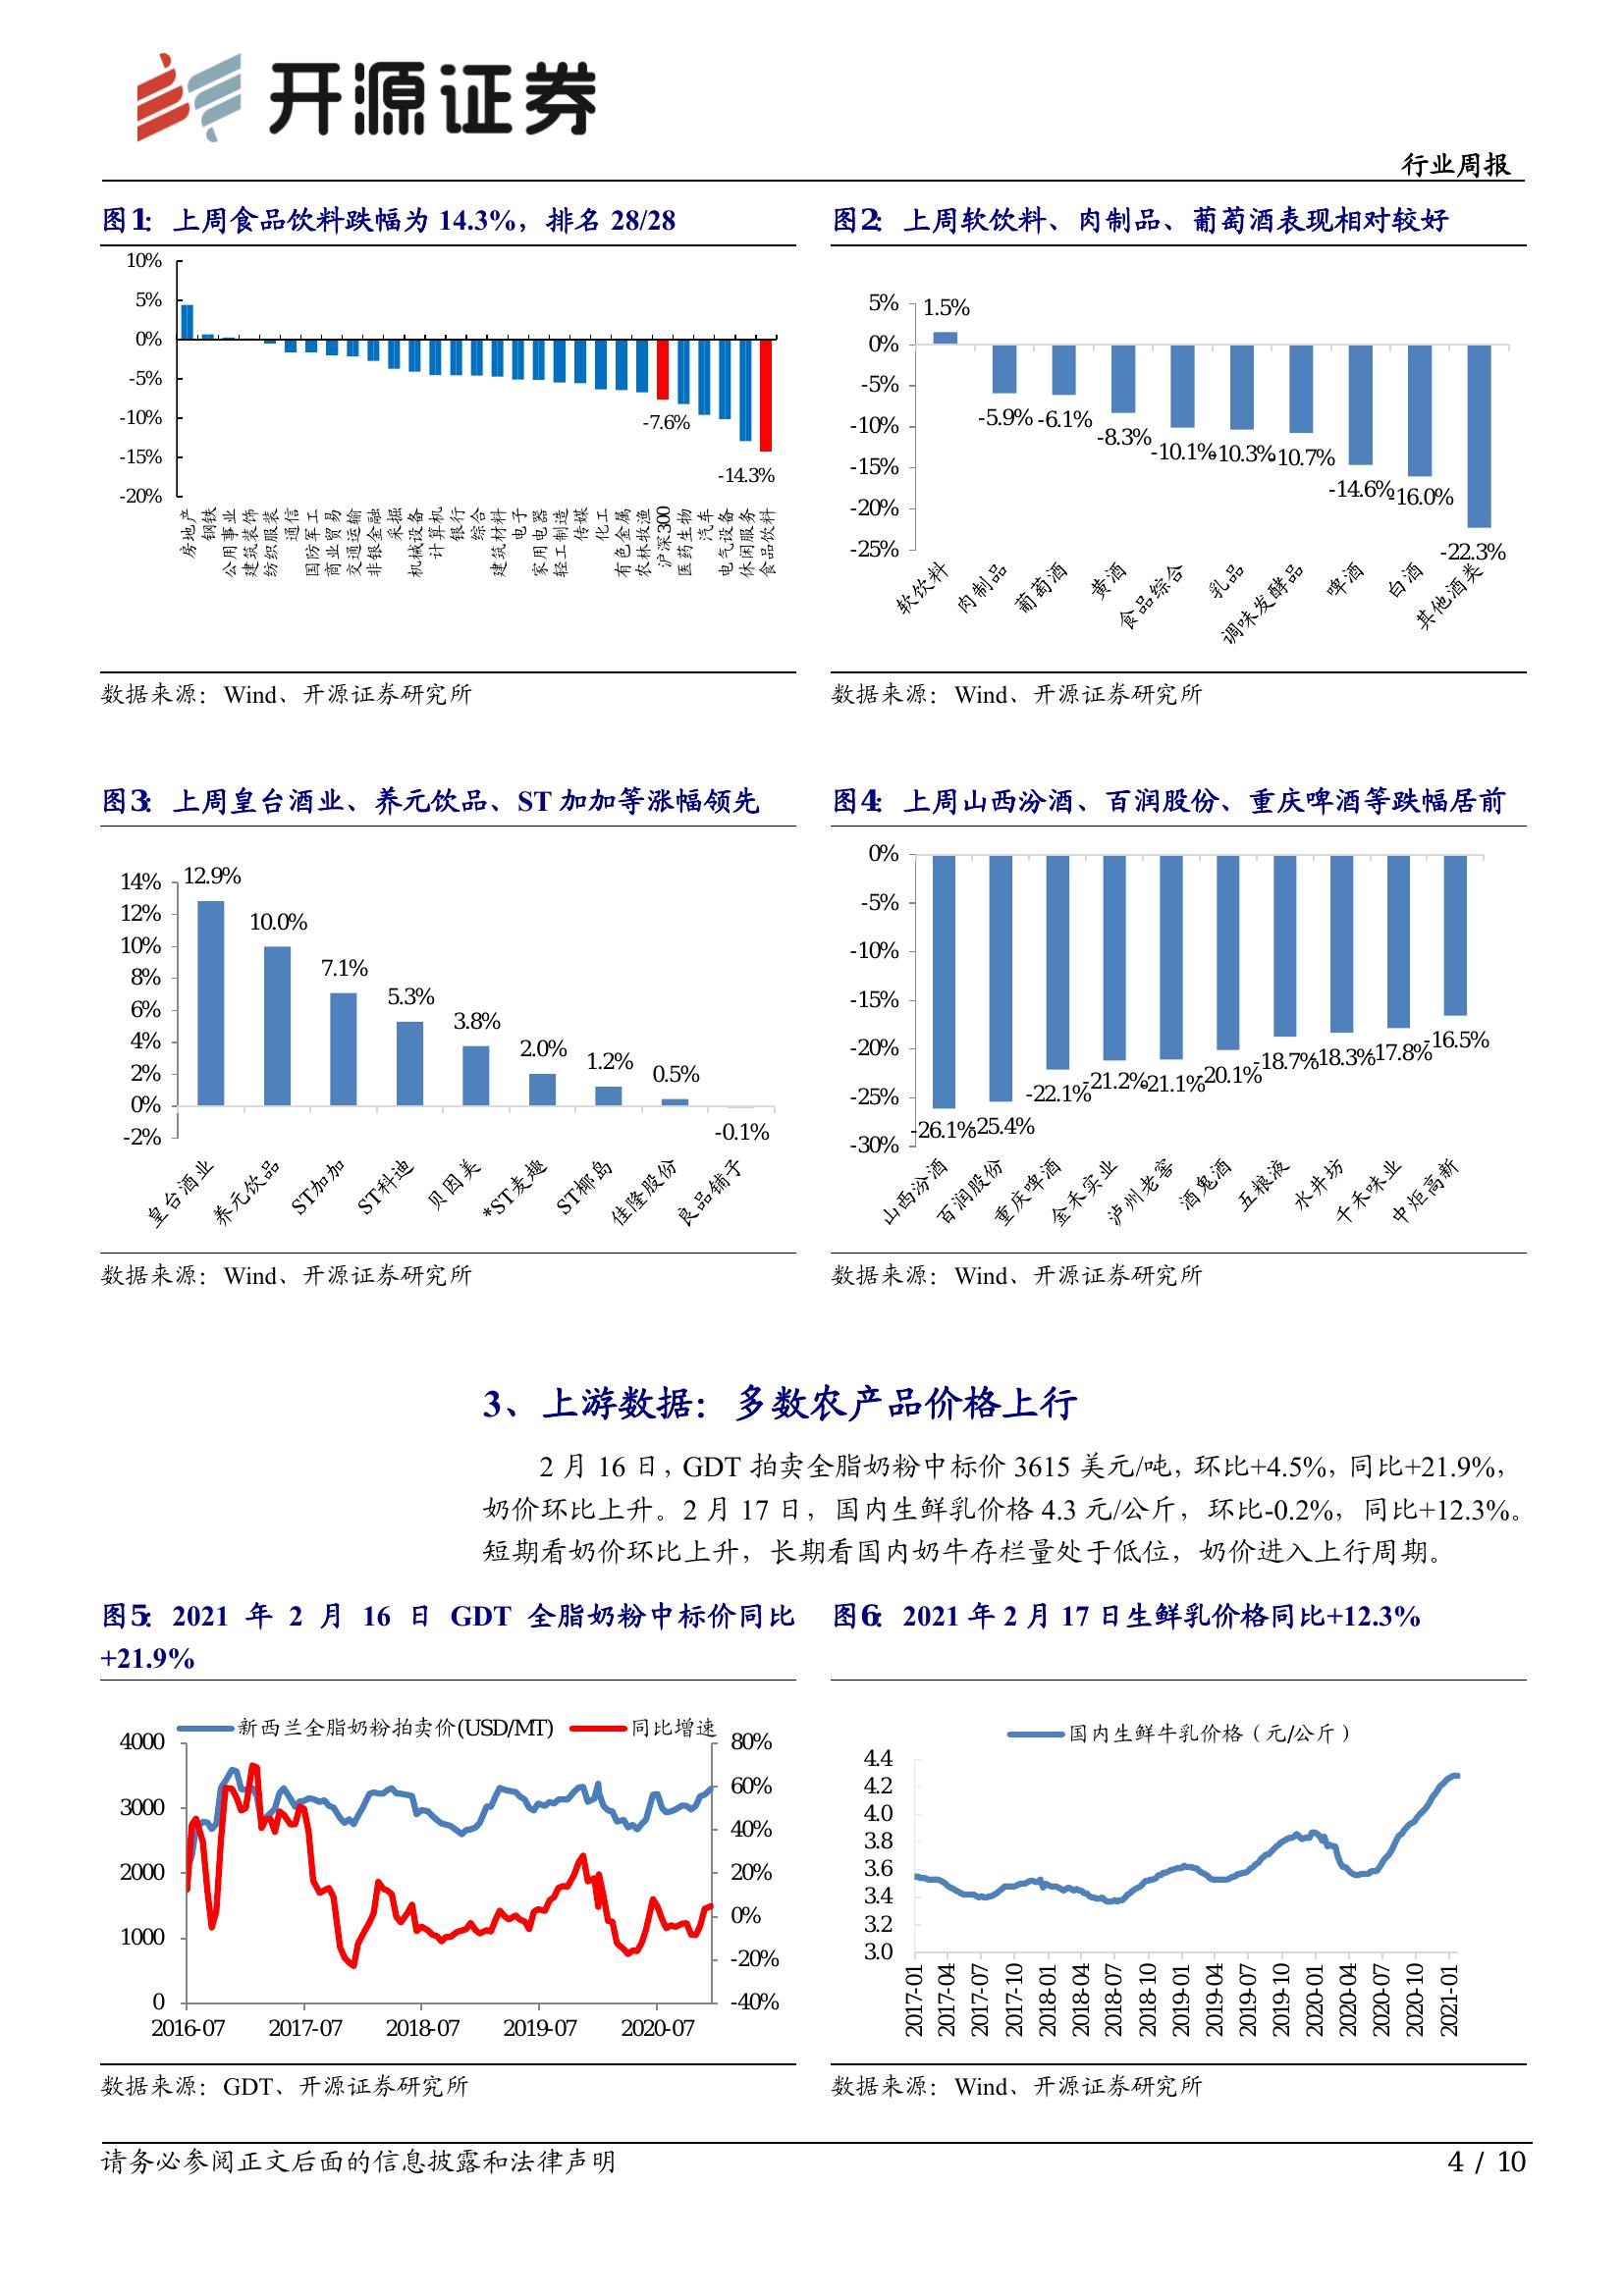 开源证券
行业周报
图1： 上周食品饮料跌幅为 14.3%，排名 28/28
10%
5%
0%
-5%
-10%
-15%
-20%
-7.6%
-14.3%
房地产
钢铁
公用事业
建筑装饰
纺织服装
通信
国防军工
商业贸易
交通运输
非银金融
采掘
机械设备
计算机
银行
综合
建筑材料
电子
家用电器
轻工制造
传媒
化工
有色金属
农林牧渔
沪深300
医药生物
汽车
电气设备
休闲服务
食品饮料
数据来源：Wind、开源证券研究所
图2： 上周软饮料、肉制品、葡萄酒表现相对较好
5%
0%
-5%
-10%
-15%
-20%
-25%
1.5%
-5.9%
-6.1%
-8.3%
-10.1%
-10.3%
-10.7%
-14.6%
-16.0%
-22.3%
软饮料
肉制品
葡萄酒
黄酒
食品综合
乳品
调味发酵品
啤酒
白酒
其他酒类
数据来源：Wind、开源证券研究所
图3： 上周皇台酒业、养元饮品、ST 加加等涨幅领先
14%
12%
10%
8%
6%
4%
2%
0%
-2%
12.9%
10.0%
7.1%
5.3%
3.8%
2.0%
1.2%
0.5%
-0.1%
皇台酒业
养元饮品
ST加加
ST科迪
贝因美
*ST麦趣
ST椰岛
佳隆股份
良品铺子
数据来源：Wind、开源证券研究所
图4： 上周山西汾酒、百润股份、重庆啤酒等跌幅居前
0%
-5%
-10%
-15%
-20%
-25%
-30%
-26.1%
-25.4%
-22.1%
-21.2%
-21.1%
-20.1%
-18.7%
-18.3%
-17.8%
-16.5%
山西汾酒
百润股份
重庆啤酒
金禾实业
泸州老窖
酒鬼酒
五粮液
水井坊
千禾味业
中炬高新
数据来源：Wind、开源证券研究所
3、上游数据：多数农产品价格上行
2 月 16 日，GDT 拍卖全脂奶粉中标价 3615 美元/吨，环比+4.5%，同比+21.9%，
奶价环比上升。2 月 17 日，国内生鲜乳价格 4.3 元/公斤，环比-0.2%，同比+12.3%。
短期看奶价环比上升，长期看国内奶牛存栏量处于低位，奶价进入上行周期。
图5： 2021 年 2 月 16 日 GDT 全脂奶粉中标价同比
+21.9%
新西兰全脂奶粉拍卖价(USD/MT)
同比增速
4000
3000
2000
1000
0
80%
60%
40%
20%
0%
-20%
-40%
2016-07
2017-07
2018-07
2019-07
2020-07
数据来源：GDT、开源证券研究所
图6： 2021 年 2 月 17 日生鲜乳价格同比+12.3%
国内生鲜牛乳价格（元/公斤）
4.4
4.2
4.0
3.8
3.6
3.4
3.2
3.0
2017-01
2017-04
2017-07
2017-10
2018-01
2018-04
2018-07
2018-10
2019-01
2019-04
2019-07
2019-10
2020-01
2020-04
2020-07
2020-10
2021-01
数据来源：Wind、开源证券研究所
请务必参阅正文后面的信息披露和法律声明
4 / 10